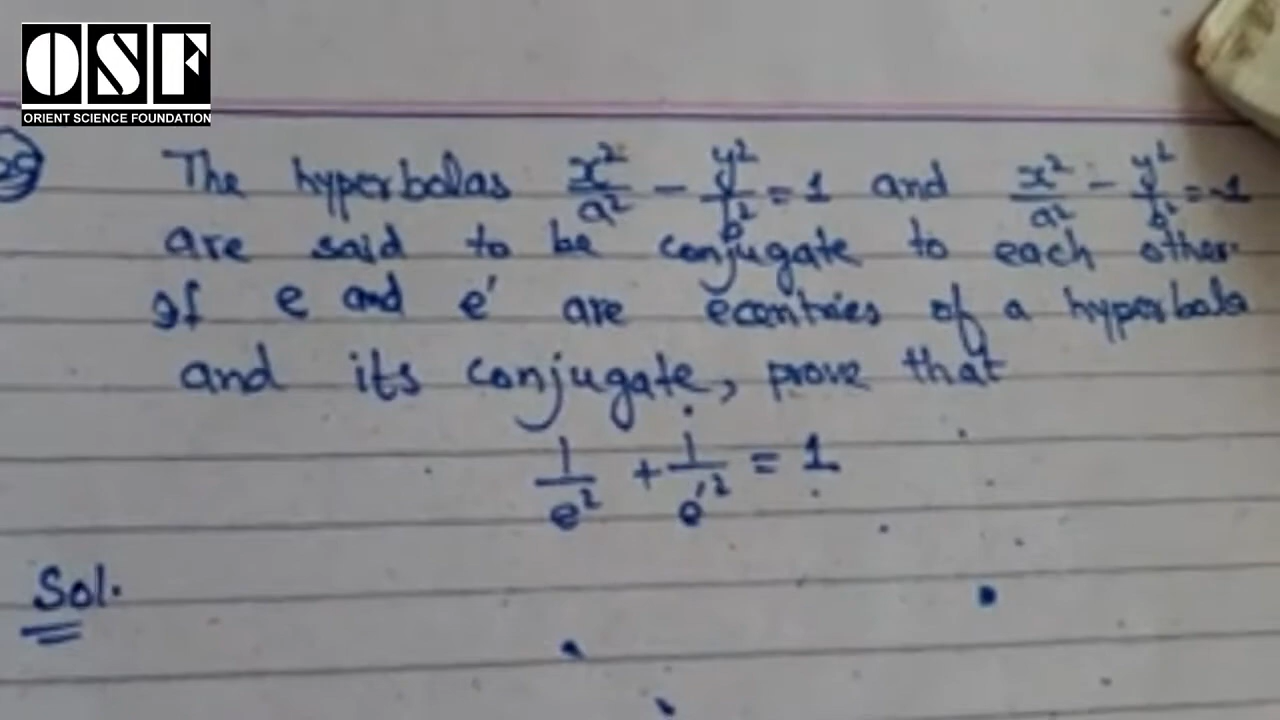 OSF
ORIENT SCIENCE FOUNDATION
The hyperbolas x²/a² - y²/b² = 1 and x²/a² - y²/b² = -1
are said to be conjugate to each other.
If e and e' are ecentries of a hyperbola
and its conjugate, prove that
1/e² + 1/e'² = 1
Sol.